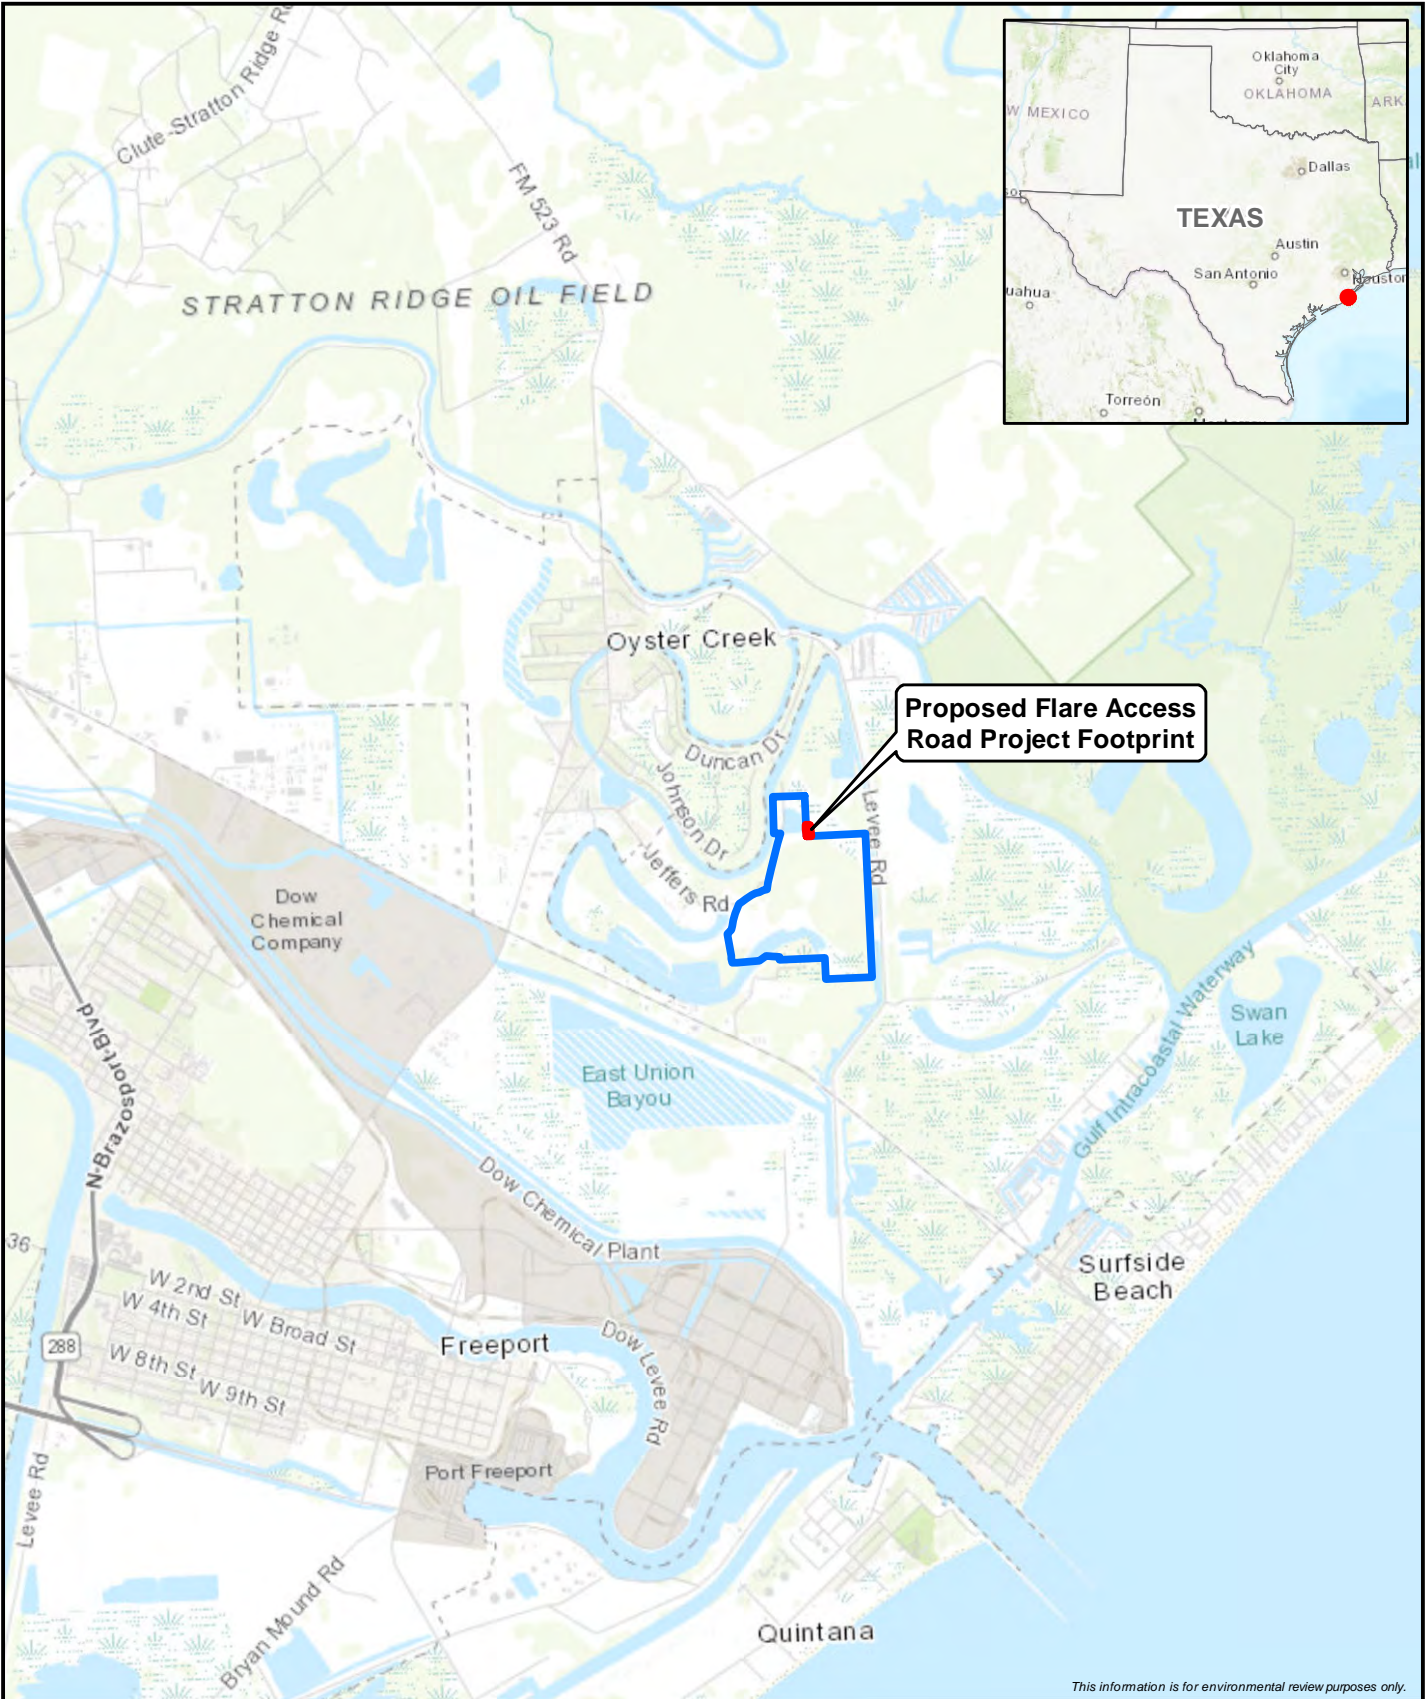 Clute-Stratton Ridge Rd
FM 523 Rd
STRATTON RIDGE OIL FIELD
Oklahoma
City
OKLAHOMA
ARK
W MEXICO
Dallas
TEXAS
Austin
San Antonio
Houston
uahua
Torreón
Oyster Creek
Proposed Flare Access
Road Project Footprint
Duncan Dr
Johnson Dr
Jeffers Rd
Levee Rd
Dow
Chemical
Company
N Brazosport Blvd
East Union
Bayou
Gulf Intracoastal Waterway
Swan
Lake
Dow Chemical Plant
Surfside
Beach
36
288
W 2nd St
W 4th St
W Broad St
W 8th St
W 9th St
Freeport
Dow Levee Rd
Port Freeport
Levee Rd
Bryan Mound Rd
Quintana
This information is for environmental review purposes only.